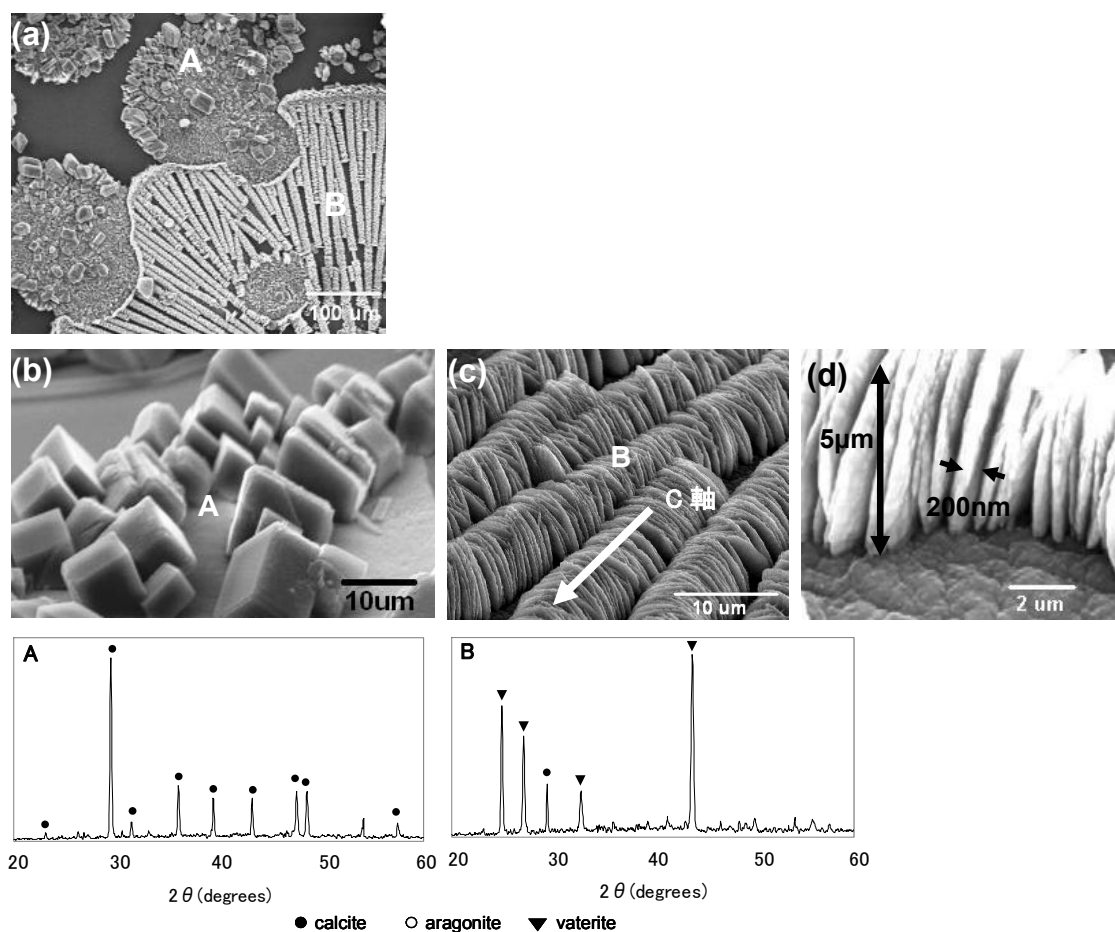 (a)
A
B
100 um
(b)
A
10um
(c)
B
C 軸
10 um
(d)
5μm
200nm
2 um
A
20 30 40 50 60
2θ(degrees)
B
20 30 40 50 60
2θ(degrees)
● calcite ○ aragonite ▼ vaterite